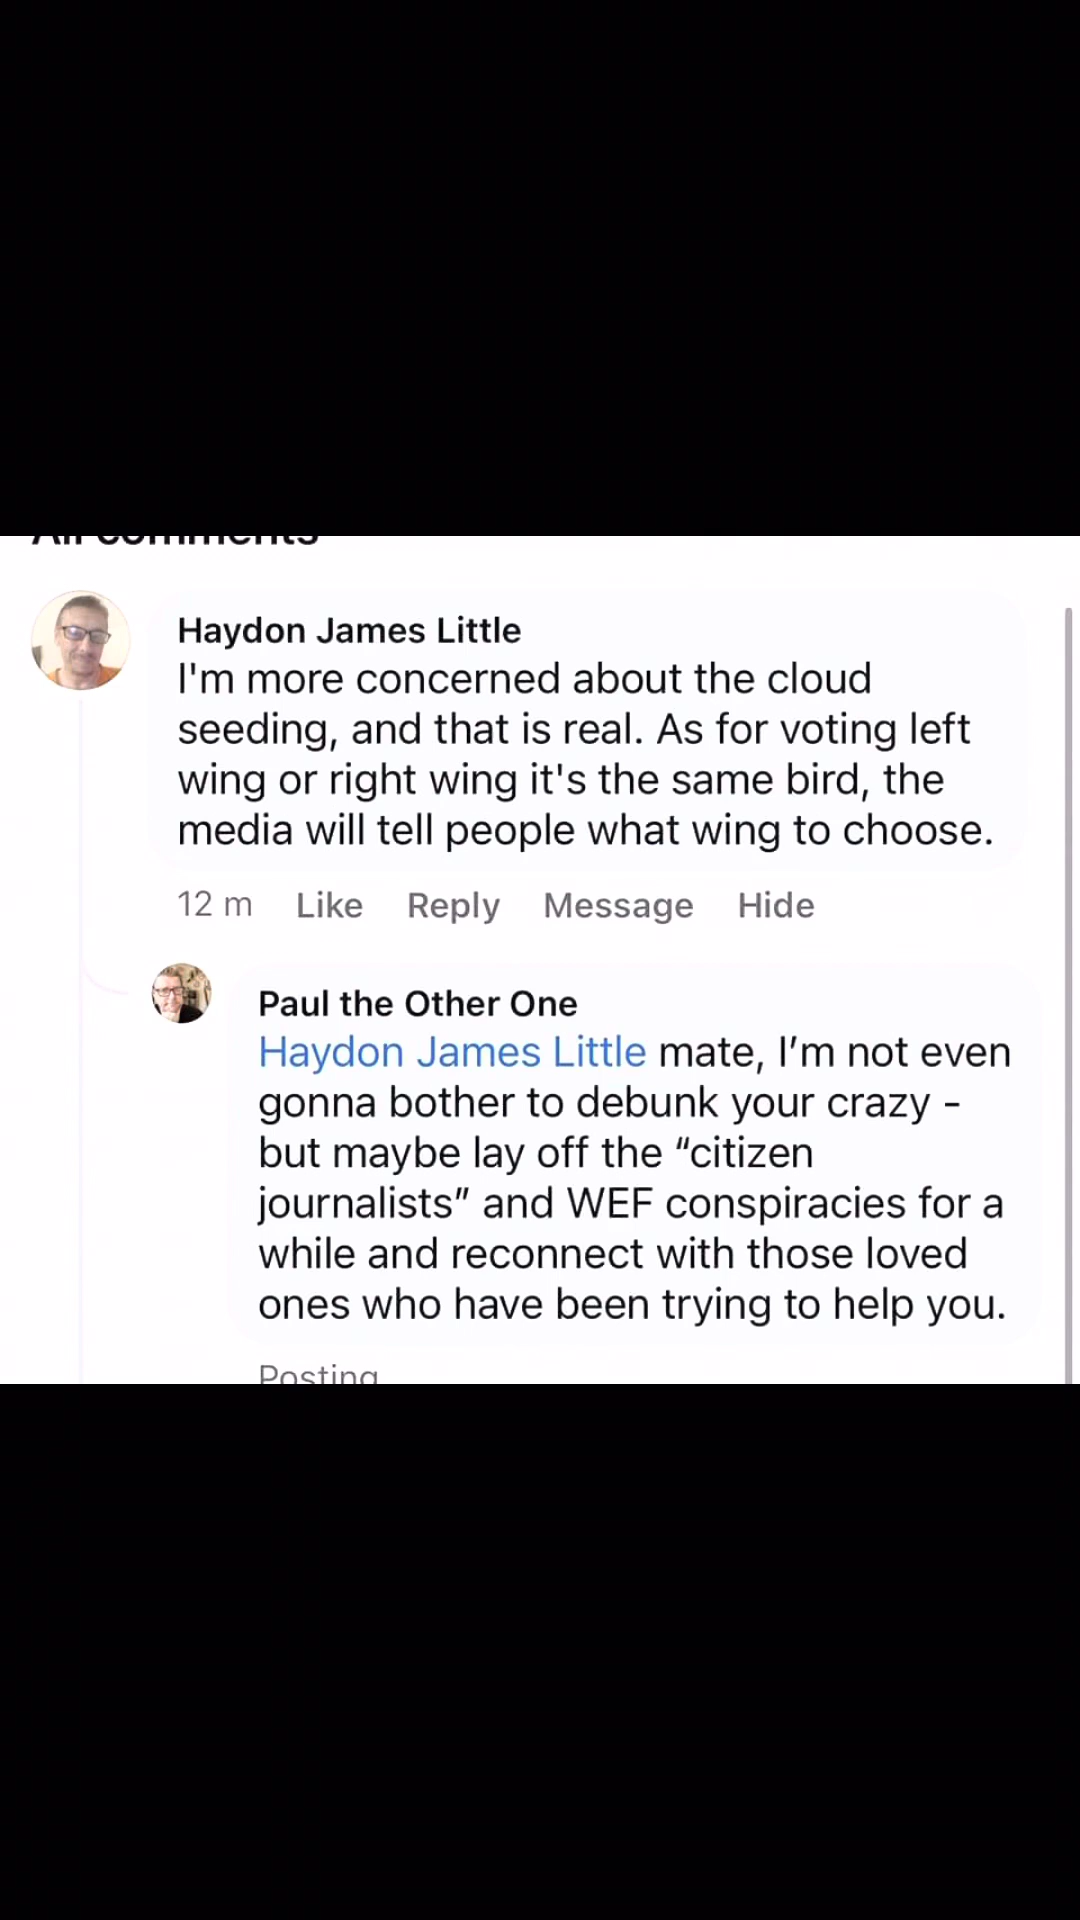 All comments
Haydon James Little
I'm more concerned about the cloud
seeding, and that is real. As for voting left
wing or right wing it's the same bird, the
media will tell people what wing to choose.
12 m Like Reply Message Hide
Paul the Other One
Haydon James Little mate, I’m not even
gonna bother to debunk your crazy -
but maybe lay off the “citizen
journalists” and WEF conspiracies for a
while and reconnect with those loved
ones who have been trying to help you.
Posting